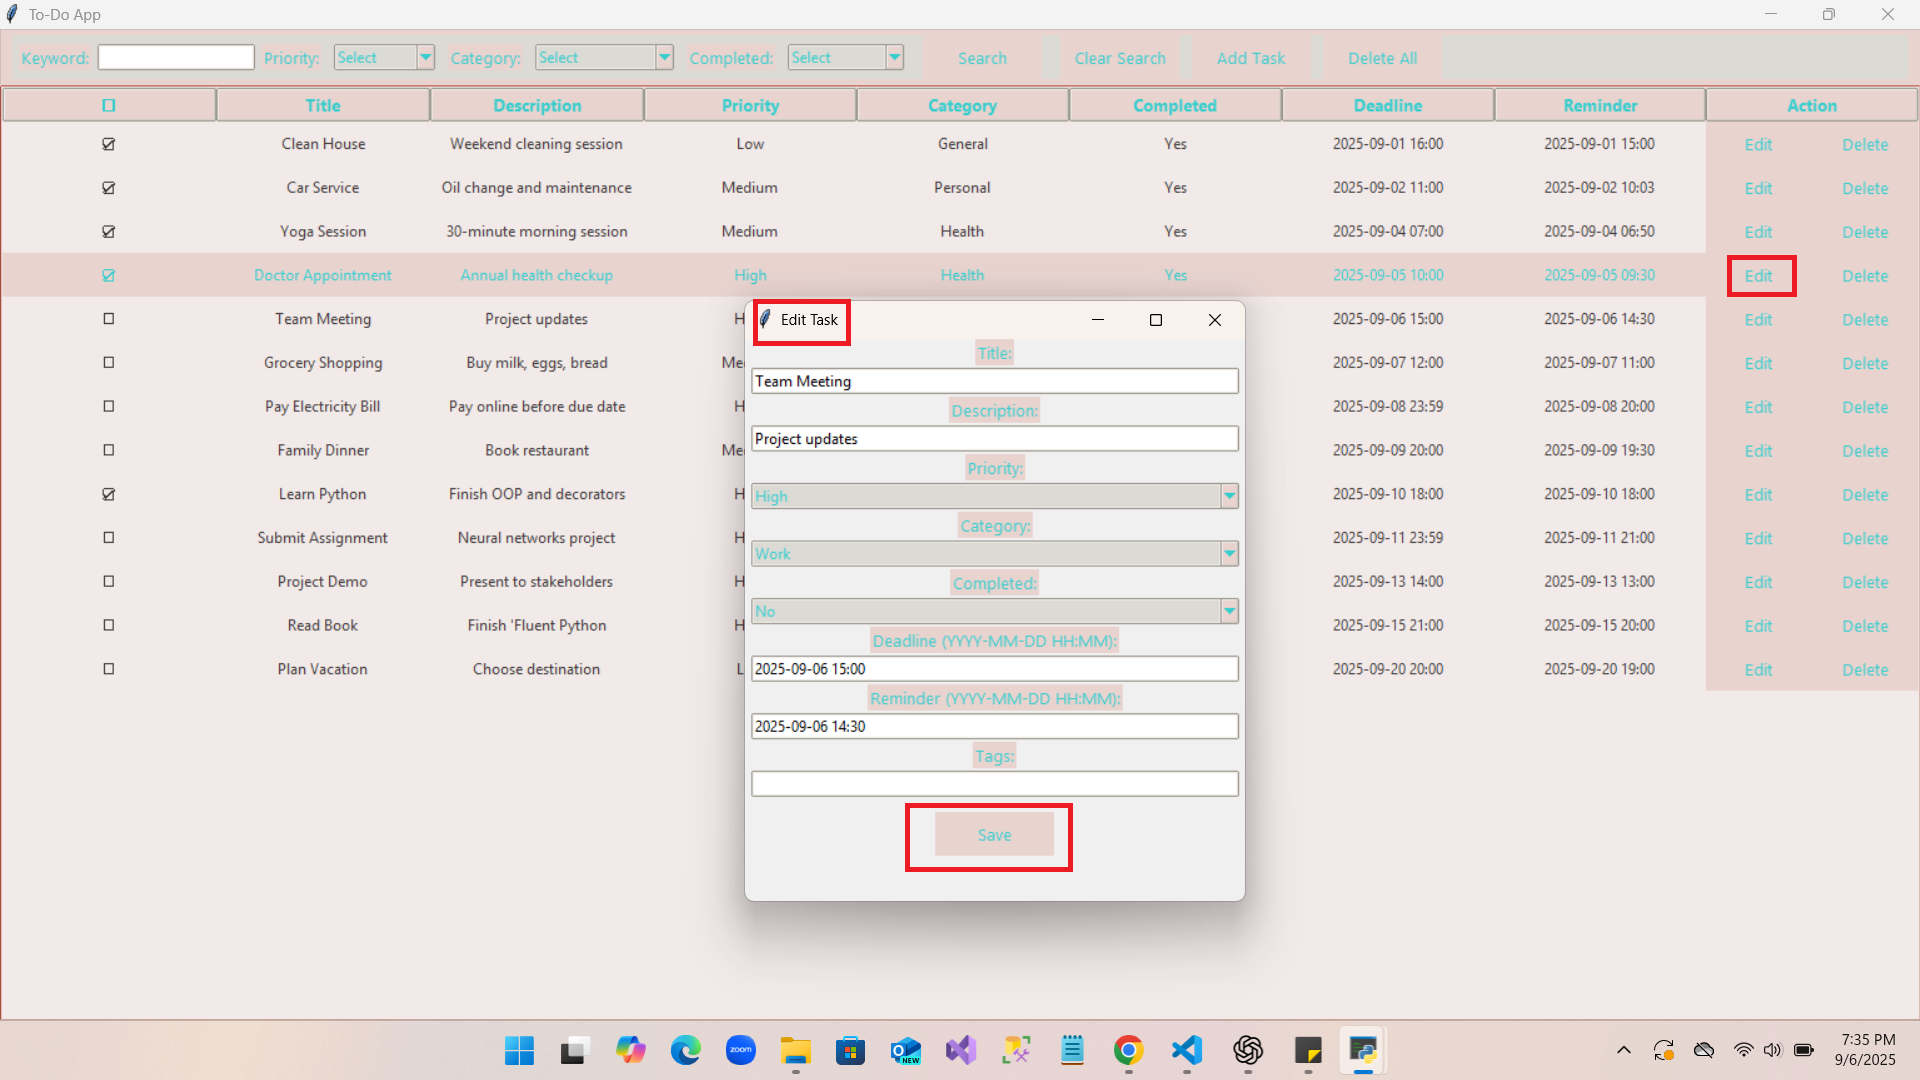 To-Do App
Keyword: Priority: Select Category: Select Completed: Select Search Clear Search Add Task Delete All
Title Description Priority Category Completed Deadline Reminder Action
Clean House Weekend cleaning session Low General Yes 2025-09-01 16:00 2025-09-01 15:00 Edit Delete
Car Service Oil change and maintenance Medium Personal Yes 2025-09-02 11:00 2025-09-02 10:03 Edit Delete
Yoga Session 30-minute morning session Medium Health Yes 2025-09-04 07:00 2025-09-04 06:50 Edit Delete
Doctor Appointment Annual health checkup High Health Yes 2025-09-05 10:00 2025-09-05 09:30 Edit Delete
Team Meeting Project updates H 2025-09-06 15:00 2025-09-06 14:30 Edit Delete
Grocery Shopping Buy milk, eggs, bread Me 2025-09-07 12:00 2025-09-07 11:00 Edit Delete
Pay Electricity Bill Pay online before due date H 2025-09-08 23:59 2025-09-08 20:00 Edit Delete
Family Dinner Book restaurant Me 2025-09-09 20:00 2025-09-09 19:30 Edit Delete
Learn Python Finish OOP and decorators H 2025-09-10 18:00 2025-09-10 18:00 Edit Delete
Submit Assignment Neural networks project H 2025-09-11 23:59 2025-09-11 21:00 Edit Delete
Project Demo Present to stakeholders H 2025-09-13 14:00 2025-09-13 13:00 Edit Delete
Read Book Finish 'Fluent Python H 2025-09-15 21:00 2025-09-15 20:00 Edit Delete
Plan Vacation Choose destination L 2025-09-20 20:00 2025-09-20 19:00 Edit Delete
Edit Task
Title:
Team Meeting
Description:
Project updates
Priority:
High
Category:
Work
Completed:
No
Deadline (YYYY-MM-DD HH:MM):
2025-09-06 15:00
Reminder (YYYY-MM-DD HH:MM):
2025-09-06 14:30
Tags:
Save
zoom
NEW
7:35 PM
9/6/2025